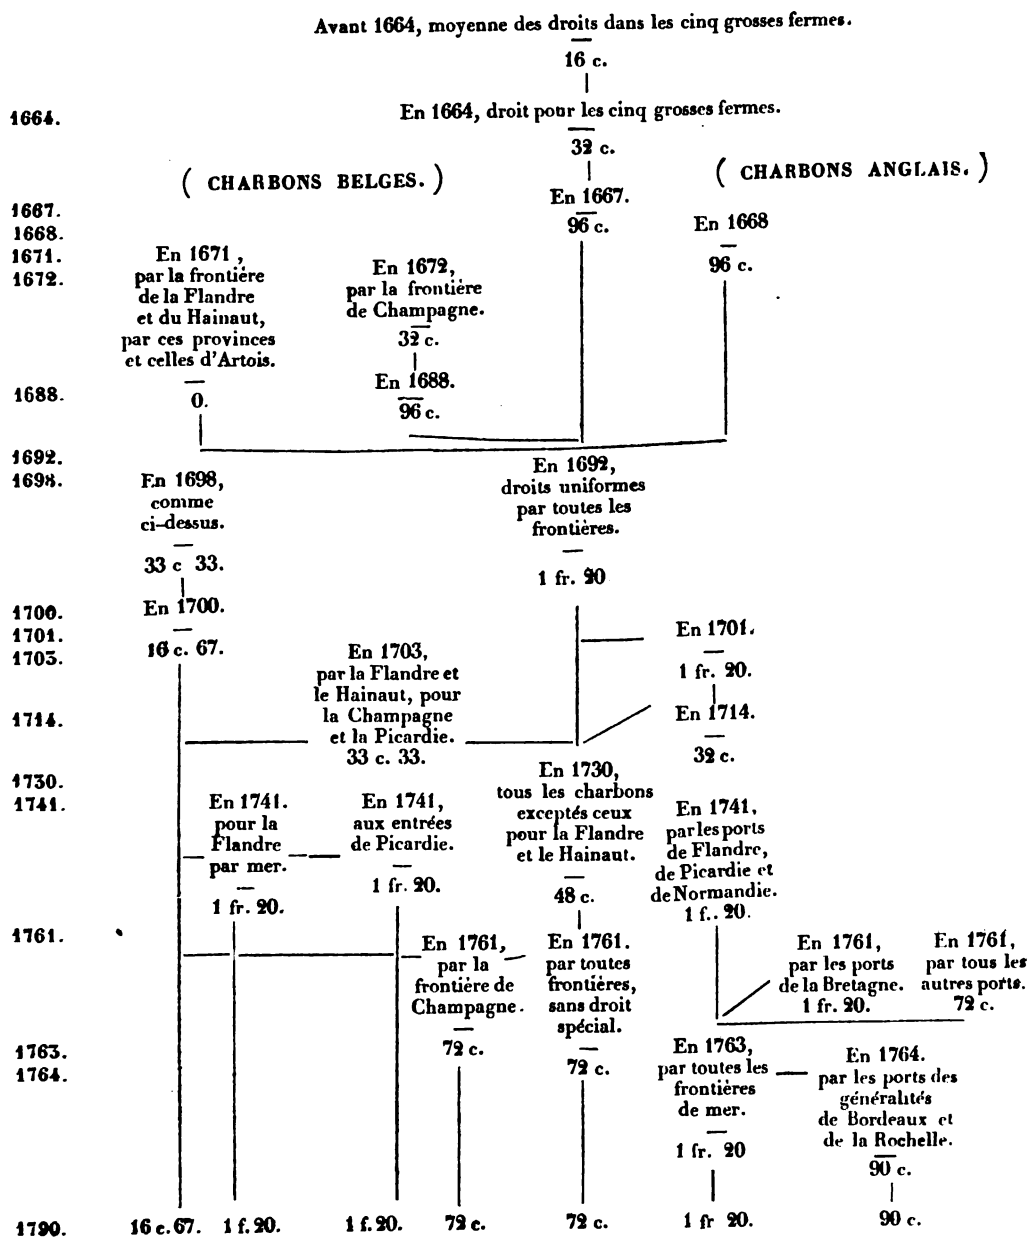 Avant 1664, moyenne des droits dans les cinq grosses fermes.
16 c.
1664.
En 1664, droit pour les cinq grosses fermes.
32 c.
( CHARBONS BELGES. )
( CHARBONS ANGLAIS. )
1667.
En 1667.
96 c.
1668.
En 1668
96 c.
1671.
En 1671 ,
par la frontière
de la Flandre
et du Hainaut,
par ces provinces
et celles d'Artois.
0.
1672.
En 1672,
par la frontière
de Champagne.
32 c.
1688.
En 1688.
96 c.
1692.
En 1692,
droits uniformes
par toutes les
frontières.
1 fr. 20
1698.
En 1698,
comme
ci-dessus.
33 c 33.
1700.
En 1700.
16 c. 67.
1701.
En 1701.
1 fr. 20.
1703.
En 1703,
par la Flandre et
le Hainaut, pour
la Champagne
et la Picardie.
33 c. 33.
1714.
En 1714.
32 c.
1730.
En 1730,
tous les charbons
exceptés ceux
pour la Flandre
et le Hainaut.
48 c.
1741.
En 1741.
pour la
Flandre
par mer.
1 fr. 20.
En 1741,
aux entrées
de Picardie.
1 fr. 20.
En 1741,
par les ports
de Flandre,
de Picardie et
de Normandie.
1 f.. 20.
1761.
En 1761,
par la
frontière de
Champagne.
72 c.
En 1761.
par toutes
frontières,
sans droit
spécial.
72 c.
En 1761,
par les ports
de la Bretagne.
1 fr. 20.
En 1761,
par tous les
autres ports.
72 c.
1763.
En 1763,
par toutes les
frontières
de mer.
1 fr. 20
1764.
En 1764.
par les ports des
généralités
de Bordeaux et
de la Rochelle.
90 c.
1790.
16 c. 67.
1 f. 20.
1 f. 20.
72 c.
72 c.
1 fr 20.
90 c.